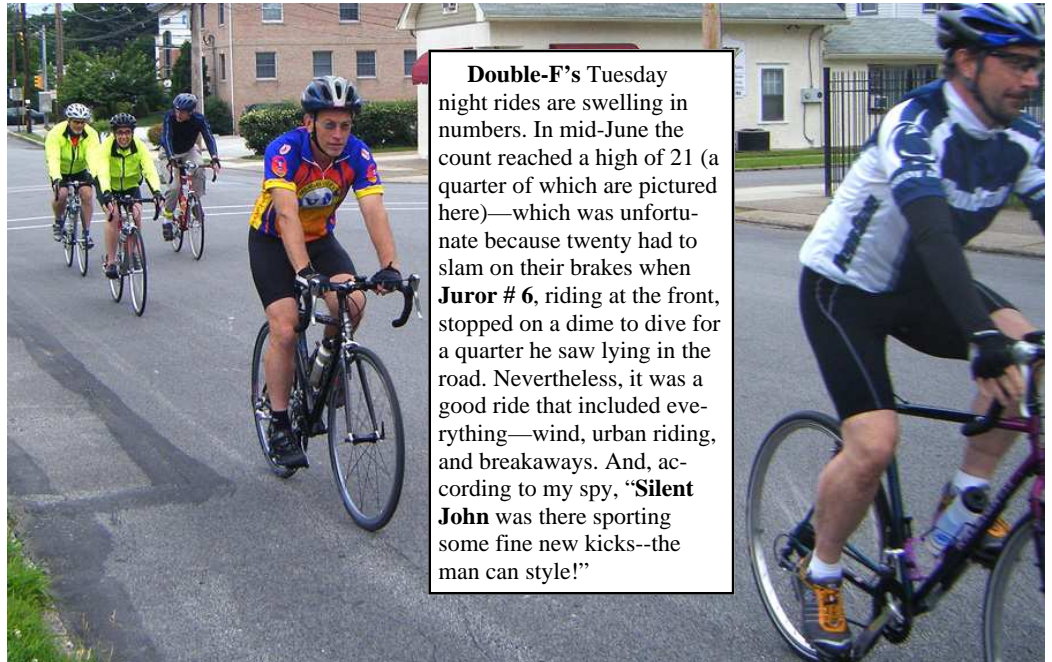 Double-F's Tuesday
night rides are swelling in
numbers. In mid-June the
count reached a high of 21 (a
quarter of which are pictured
here)—which was unfortu-
nate because twenty had to
slam on their brakes when
Juror # 6, riding at the front,
stopped on a dime to dive for
a quarter he saw lying in the
road. Nevertheless, it was a
good ride that included eve-
rything—wind, urban riding,
and breakaways. And, ac-
cording to my spy, “Silent
John was there sporting
some fine new kicks--the
man can style!”